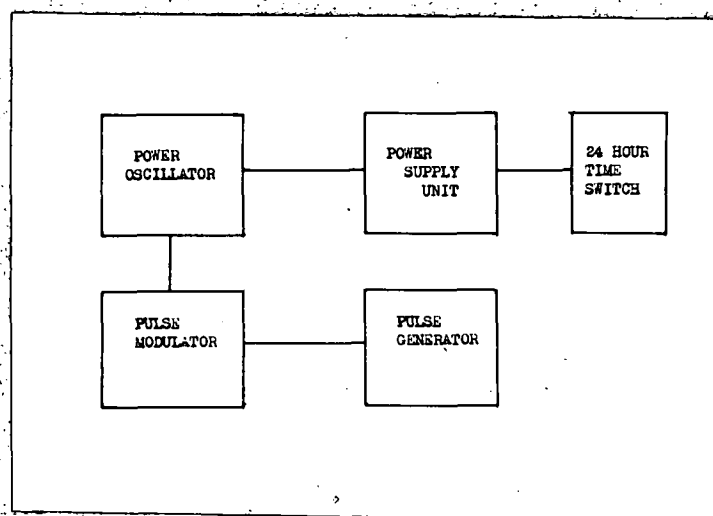 POWER
OSCILLATOR
POWER
SUPPLY
UNIT
24 HOUR
TIME
SWITCH
PULSE
MODULATOR
PULSE
GENERATOR